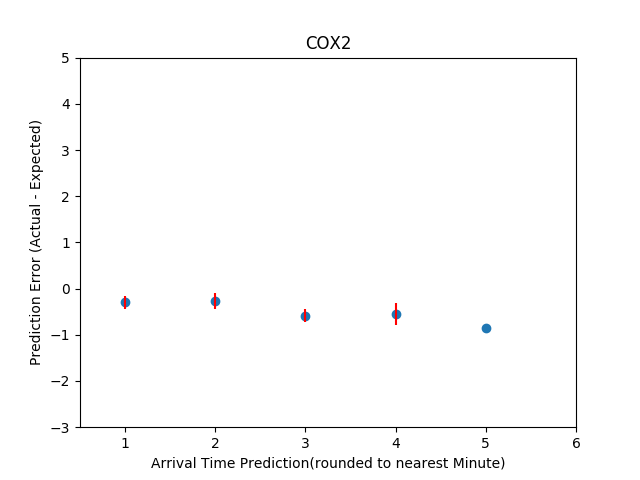 COX2
5
4
3
2
1
0
−1
−2
−3
Prediction Error (Actual - Expected)
1 2 3 4 5 6
Arrival Time Prediction(rounded to nearest Minute)